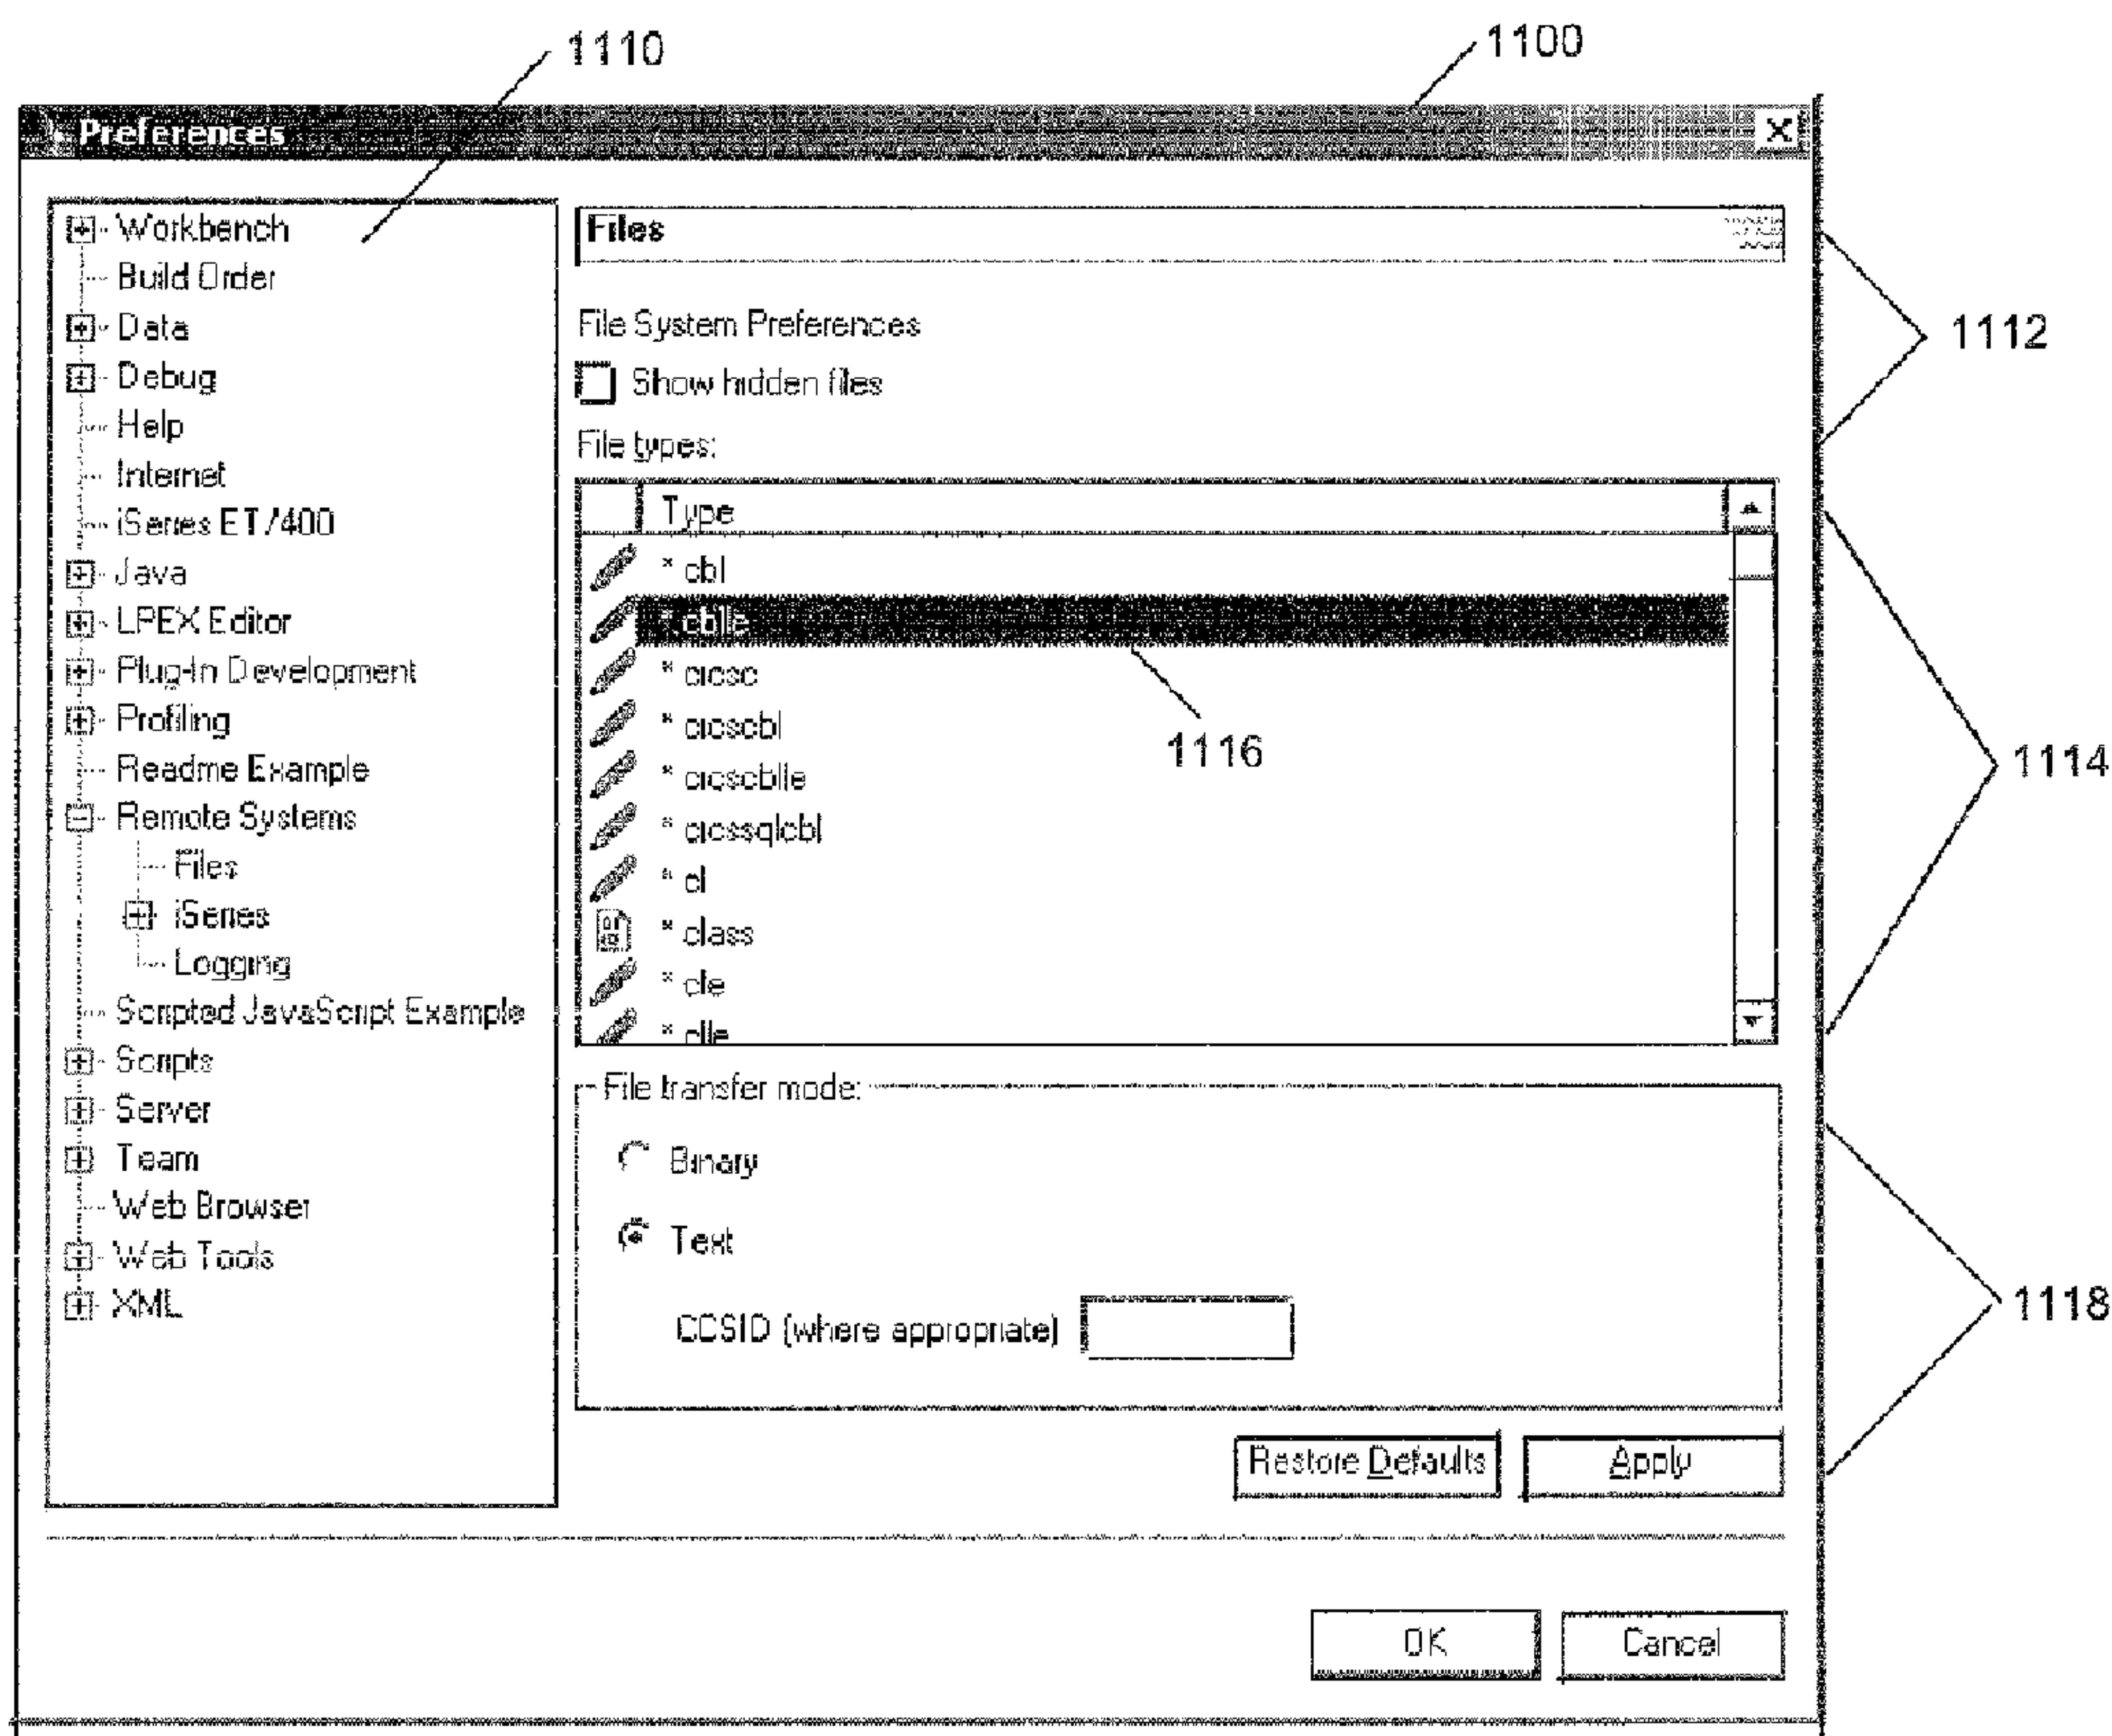 1110
1100
Preferences
Workbench
Build Order
Data
Debug
Help
Internet
iSeries ET/400
Java
LPEX Editor
Plug-In Development
Profiling
Readme Example
Remote Systems
Files
iSeries
Logging
Scripted JavaScript Example
Scripts
Server
Team
Web Browser
Web Tools
XML
Files
File System Preferences
Show hidden files
File types:
Type
*.cbl
*.cblle
*.cicsc
*.cicscbl
*.cicscblle
*.cicssqlcbl
*.cl
*.class
*.cle
*.clle
File transfer mode:
Binary
Text
CCSID (where appropriate)
Restore Defaults
Apply
OK
Cancel
1112
1114
1116
1118